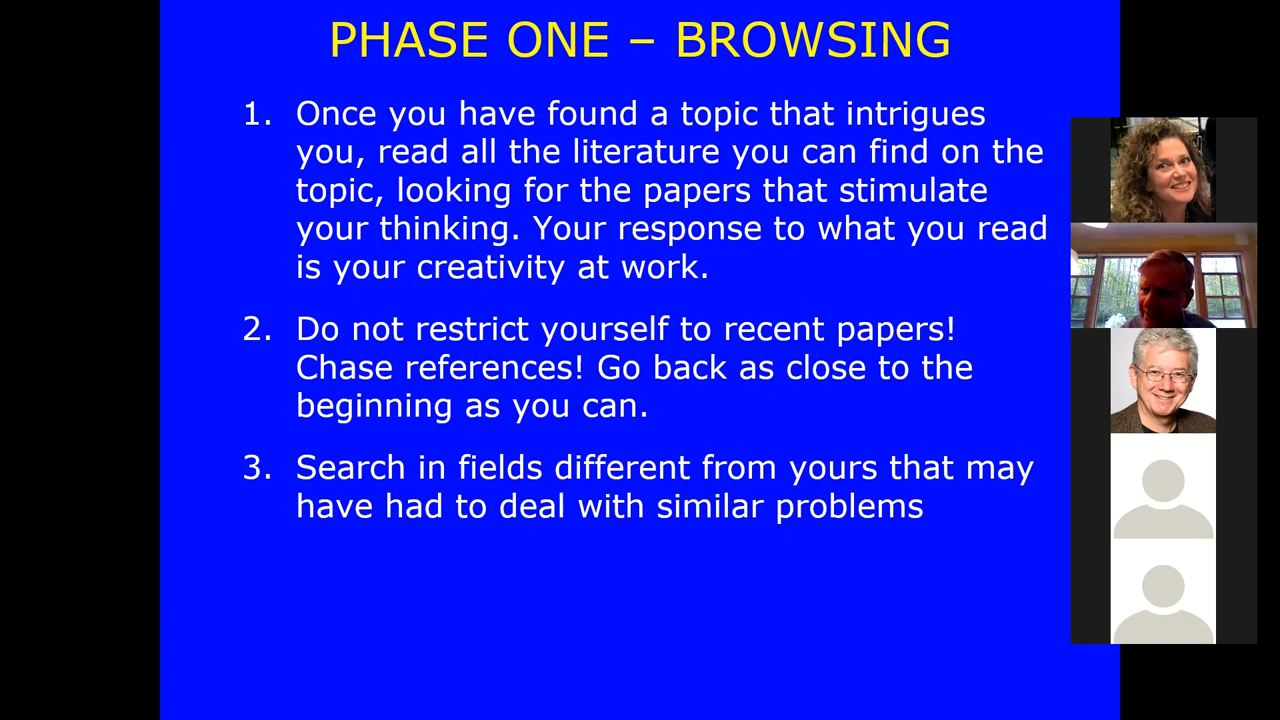 PHASE ONE – BROWSING
1. Once you have found a topic that intrigues
you, read all the literature you can find on the
topic, looking for the papers that stimulate
your thinking. Your response to what you read
is your creativity at work.
2. Do not restrict yourself to recent papers!
Chase references! Go back as close to the
beginning as you can.
3. Search in fields different from yours that may
have had to deal with similar problems